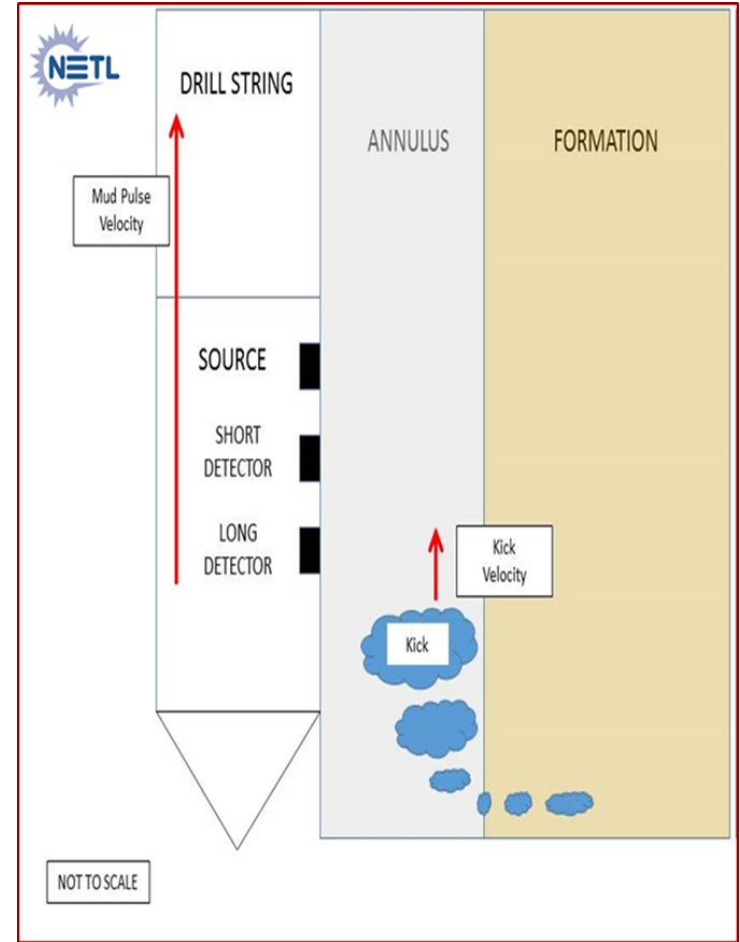 NETL
DRILL STRING
ANNULUS
FORMATION
Mud Pulse
Velocity
SOURCE
SHORT
DETECTOR
LONG
DETECTOR
Kick
Velocity
Kick
NOT TO SCALE